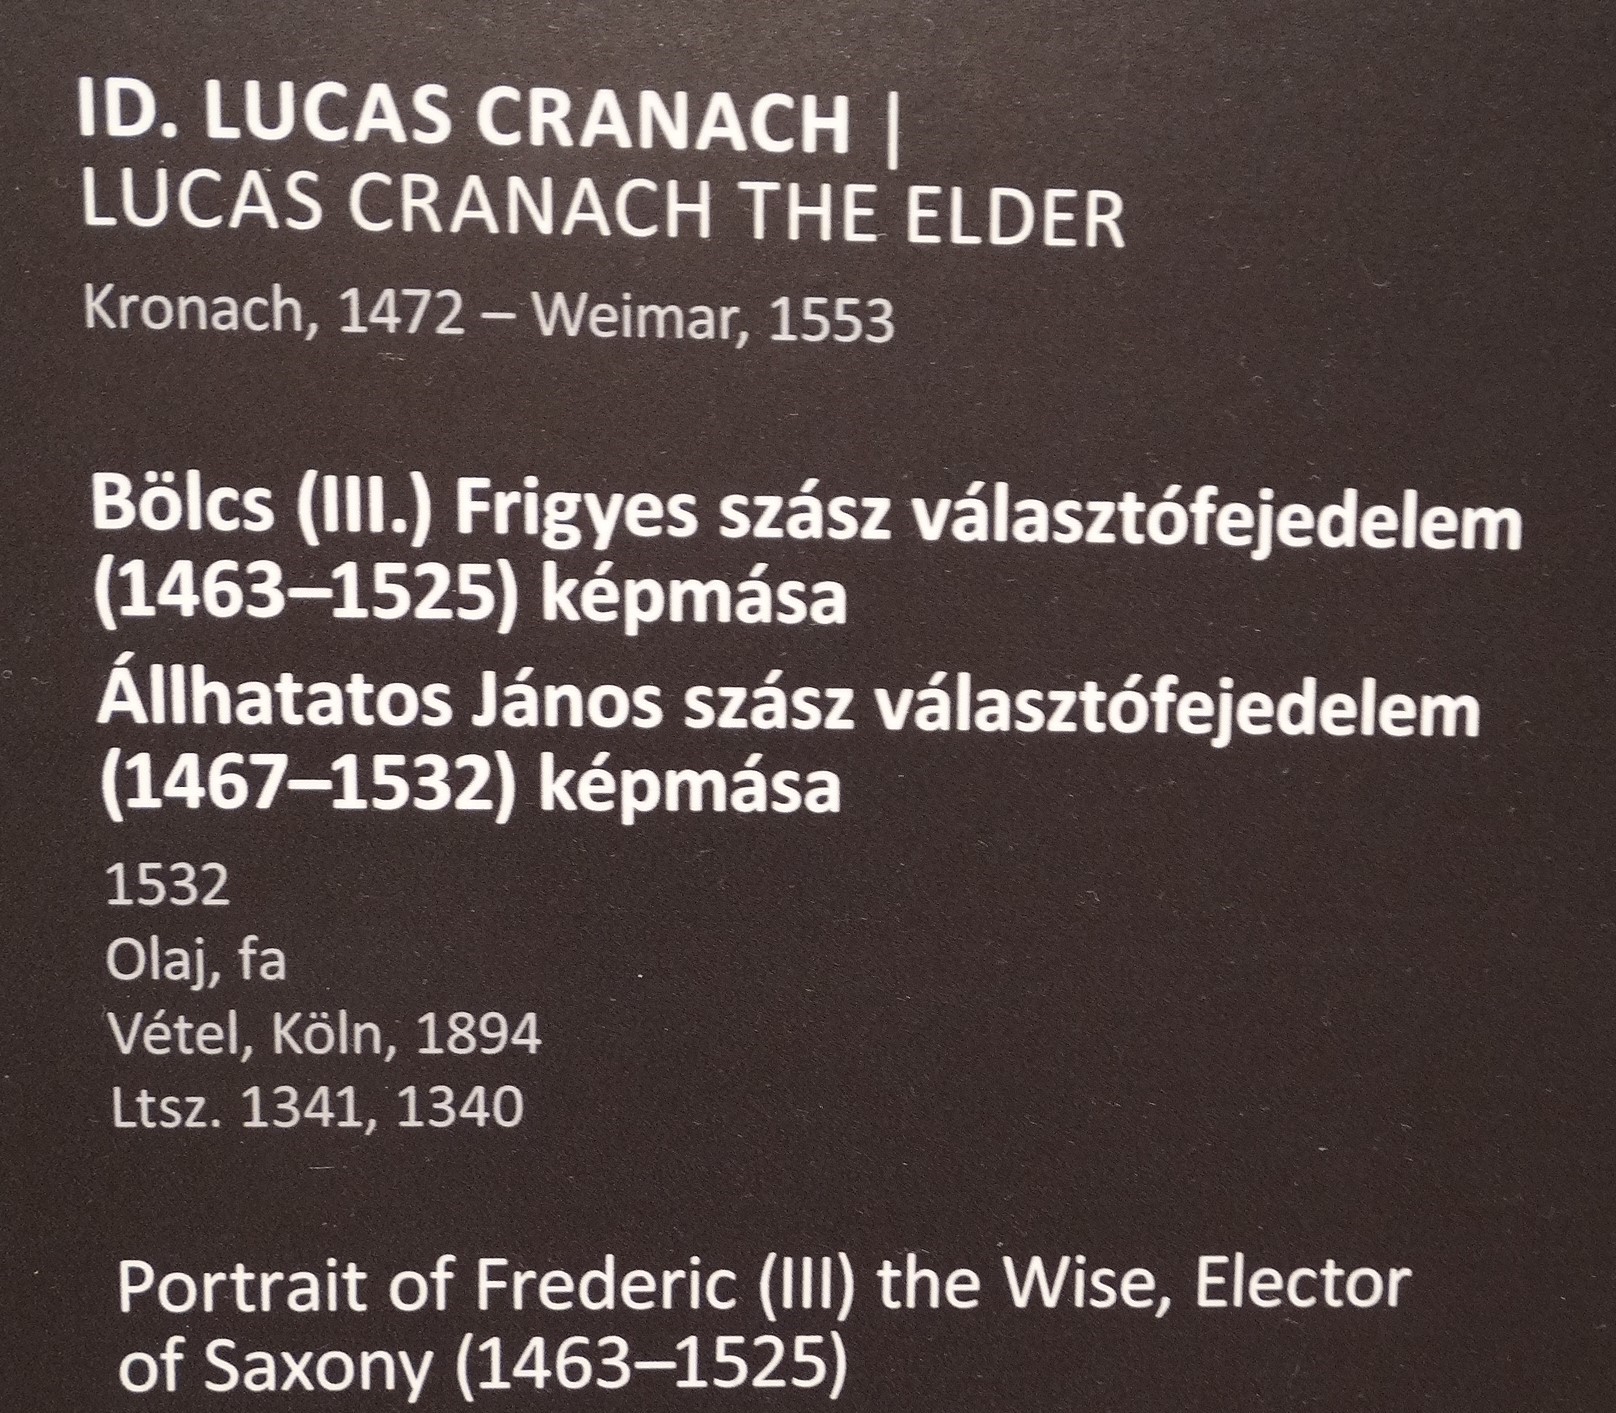 ID. LUCAS CRANACH |
LUCAS CRANACH THE ELDER
Kronach, 1472 – Weimar, 1553
Bölcs (III.) Frigyes szász választófejedelem
(1463–1525) képmása
Állhatatos János szász választófejedelem
(1467–1532) képmása
1532
Olaj, fa
Vétel, Köln, 1894
Ltsz. 1341, 1340
Portrait of Frederic (III) the Wise, Elector
of Saxony (1463–1525)